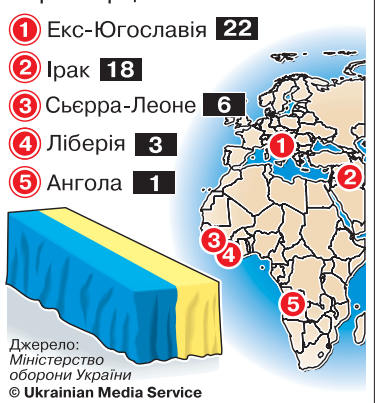 1 Екс-Югославія 22
2 Ірак 18
3 Сьєрра-Леоне 6
4 Ліберія 3
5 Ангола 1
1
2
3
4
5
Джерело:
Міністерство
оборони України
© Ukrainian Media Service